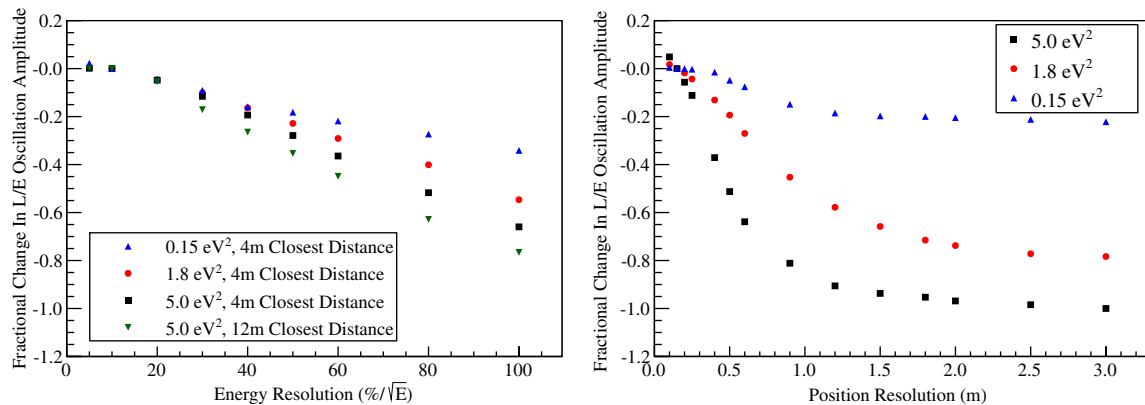 Fractional Change In L/E Oscillation Amplitude
0.2
-0.0
-0.2
-0.4
-0.6
-0.8
-1.0
-1.2
0.15 eV², 4m Closest Distance
1.8 eV², 4m Closest Distance
5.0 eV², 4m Closest Distance
5.0 eV², 12m Closest Distance
0 20 40 60 80 100
Energy Resolution (%/√E)
Fractional Change In L/E Oscillation Amplitude
0.2
-0.0
-0.2
-0.4
-0.6
-0.8
-1.0
-1.2
5.0 eV²
1.8 eV²
0.15 eV²
0.0 0.5 1.0 1.5 2.0 2.5 3.0
Position Resolution (m)